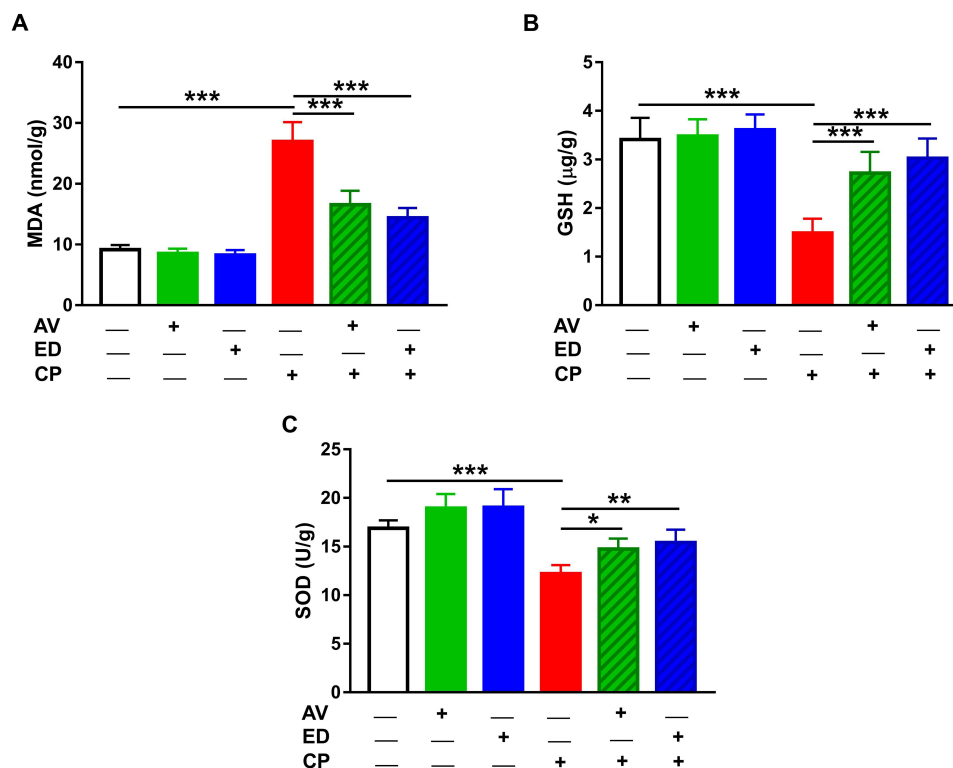 A
MDA (nmol/g)
40
30
20
10
0
***
***
***
AV — + — — + —
ED — — + — — +
CP — — — + + +
B
GSH (μg/g)
5
4
3
2
1
0
***
***
***
AV — + — — + —
ED — — + — — +
CP — — — + + +
C
SOD (U/g)
25
20
15
10
5
0
***
**
*
AV — + — — + —
ED — — + — — +
CP — — — + + +